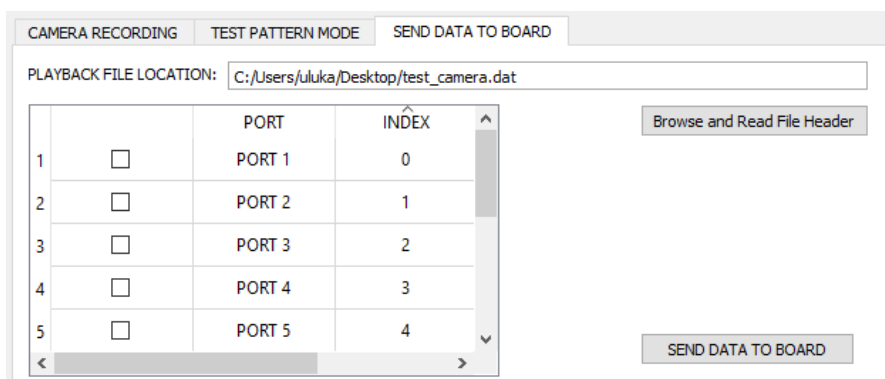 CAMERA RECORDING TEST PATTERN MODE SEND DATA TO BOARD
PLAYBACK FILE LOCATION: C:/Users/uluka/Desktop/test_camera.dat
PORT INDEX Browse and Read File Header
1 PORT 1 0
2 PORT 2 1
3 PORT 3 2
4 PORT 4 3
5 PORT 5 4
SEND DATA TO BOARD